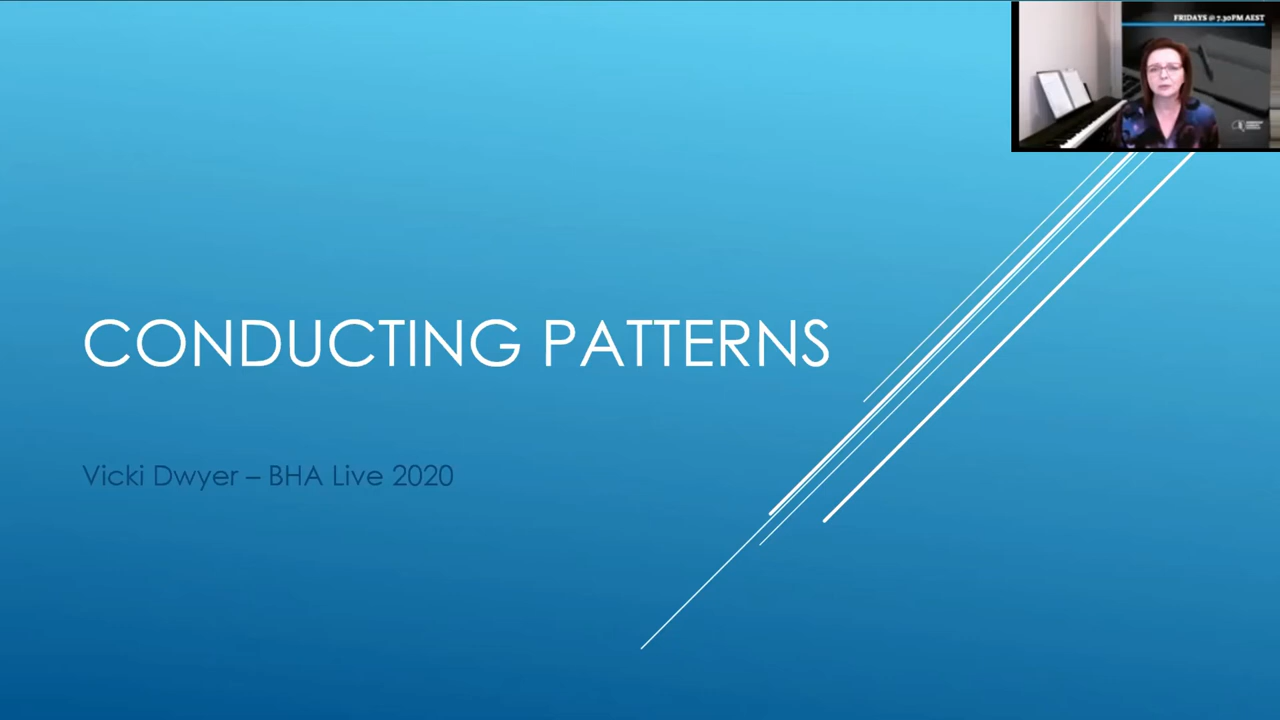 FRIDAYS @ 7.30PM AEST
CONDUCTING PATTERNS
Vicki Dwyer – BHA Live 2020